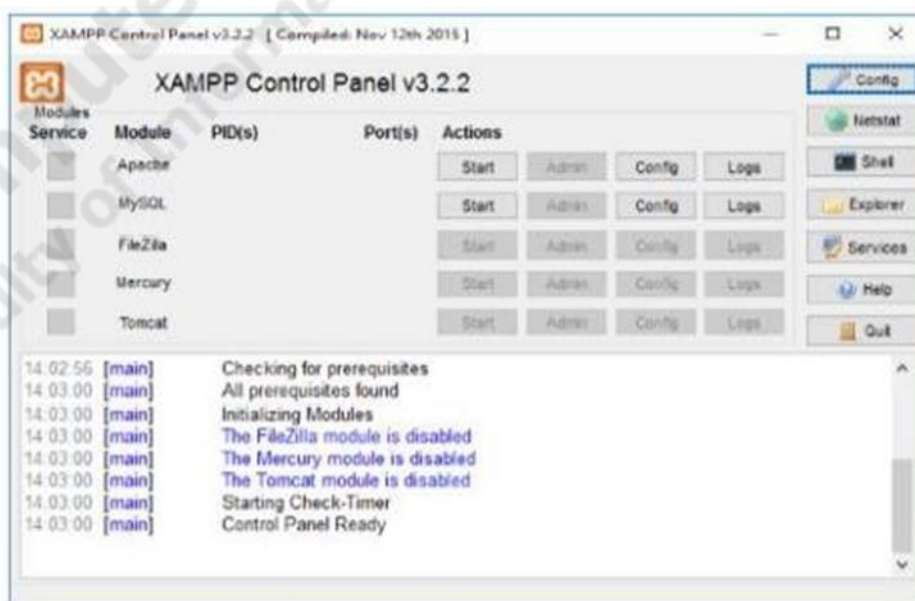 XAMPP Control Panel v3.2.2 [ Compiled: Nov 12th 2015 ]
XAMPP Control Panel v3.2.2
Config
Modules
Service Module PID(s) Port(s) Actions
Netstat
Apache Start Admin Config Logs
Shell
MySQL Start Admin Config Logs
Explorer
FileZilla Start Admin Config Logs
Services
Mercury Start Admin Config Logs
Help
Tomcat Start Admin Config Logs
Quit
14:02:56 [main] Checking for prerequisites
14:03:00 [main] All prerequisites found
14:03:00 [main] Initializing Modules
14:03:00 [main] The FileZilla module is disabled
14:03:00 [main] The Mercury module is disabled
14:03:00 [main] The Tomcat module is disabled
14:03:00 [main] Starting Check-Timer
14:03:00 [main] Control Panel Ready